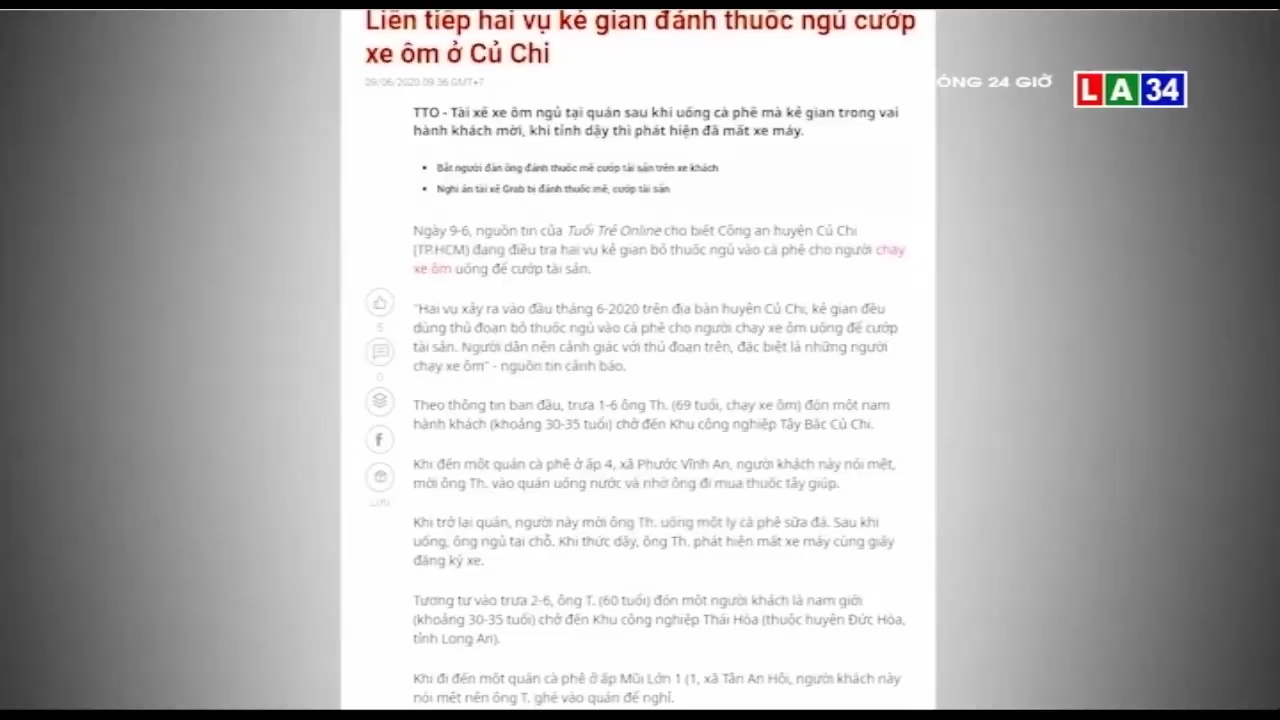 Liên tiếp hai vụ kẻ gian đánh thuốc ngủ cướp
xe ôm ở Củ Chi
09/06/2020 09:36 GMT+7
ÓNG 24 GIỜ
LA34
TTO - Tài xế xe ôm ngủ tại quán sau khi uống cà phê mà kẻ gian trong vai
hành khách mời, khi tỉnh dậy thì phát hiện đã mất xe máy.
• Bắt người đàn ông đánh thuốc mê cướp tài sản trên xe khách
• Nghi án tài xế Grab bị đánh thuốc mê, cướp tài sản
Ngày 9-6, nguồn tin của Tuổi Trẻ Online cho biết Công an huyện Củ Chi
(TP.HCM) đang điều tra hai vụ kẻ gian bỏ thuốc ngủ vào cà phê cho người chạy
xe ôm uống để cướp tài sản.
"Hai vụ xảy ra vào đầu tháng 6-2020 trên địa bàn huyện Củ Chi, kẻ gian đều
dùng thủ đoạn bỏ thuốc ngủ vào cà phê cho người chạy xe ôm uống để cướp
tài sản. Người dân nên cảnh giác với thủ đoạn trên, đặc biệt là những người
chạy xe ôm" - nguồn tin cảnh báo.
5
0
LƯU
Theo thông tin ban đầu, trưa 1-6 ông Th. (69 tuổi, chạy xe ôm) đón một nam
hành khách (khoảng 30-35 tuổi) chở đến Khu công nghiệp Tây Bắc Củ Chi.
Khi đến một quán cà phê ở ấp 4, xã Phước Vĩnh An, người khách này nói mệt,
mời ông Th. vào quán uống nước và nhờ ông đi mua thuốc tây giúp.
Khi trở lại quán, người này mời ông Th. uống một ly cà phê sữa đá. Sau khi
uống, ông ngủ tại chỗ. Khi thức dậy, ông Th. phát hiện mất xe máy cùng giấy
đăng ký xe.
Tương tự vào trưa 2-6, ông T. (60 tuổi) đón một người khách là nam giới
(khoảng 30-35 tuổi) chở đến Khu công nghiệp Thái Hòa (thuộc huyện Đức Hòa,
tỉnh Long An).
Khi đi đến một quán cà phê ở ấp Mũi Lớn 1 (1, xã Tân An Hội, người khách này
nói mệt nên ông T. ghé vào quán để nghỉ.